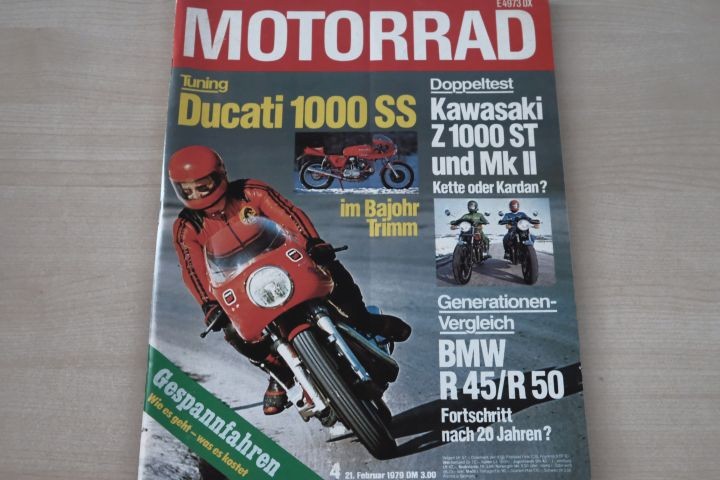 E 4973 DX
MOTORRAD
Tuning
Ducati 1000 SS
im Bajohr
Trimm
Doppeltest
Kawasaki
Z 1000 ST
und Mk II
Kette oder Kardan?
Generationen-
Vergleich
BMW
R 45/R 50
Fortschritt
nach 20 Jahren?
Gespannfahren
Wie es geht – was es kostet
4 21. Februar 1979 DM 3.00